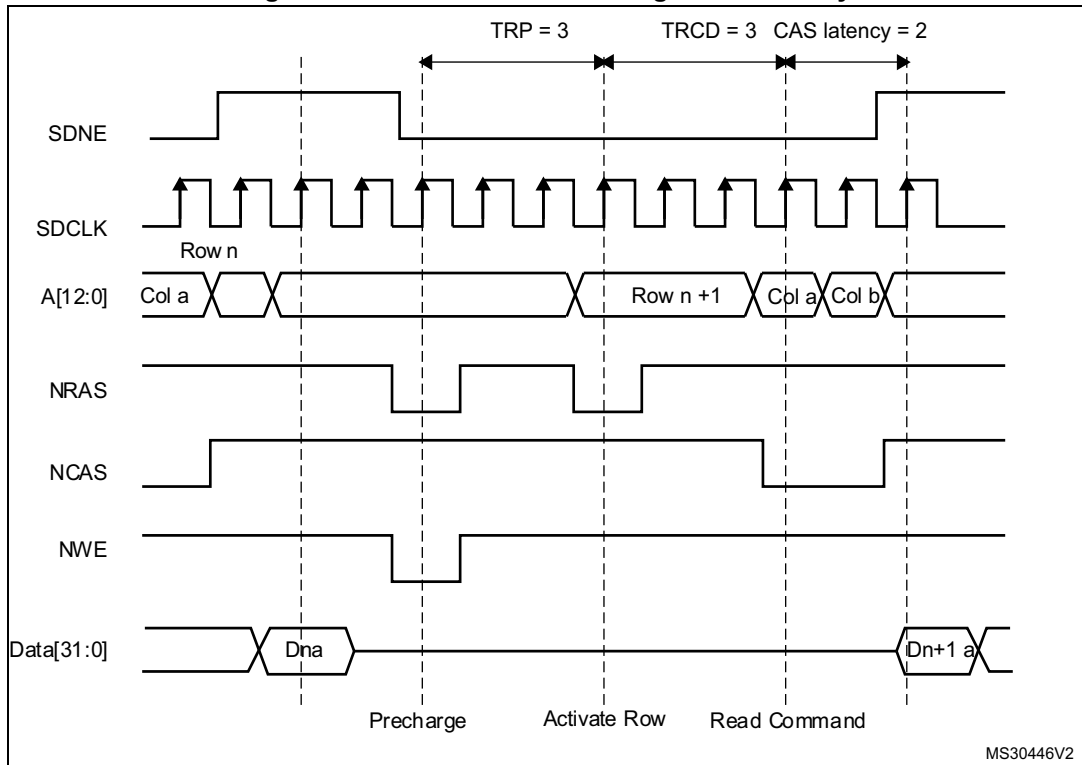 TRP = 3 TRCD = 3 CAS latency = 2
SDNE
SDCLK
Row n
A[12:0] Col a Row n +1 Col a Col b
NRAS
NCAS
NWE
Data[31:0] Dna Dn+1 a
Precharge Activate Row Read Command
MS30446V2